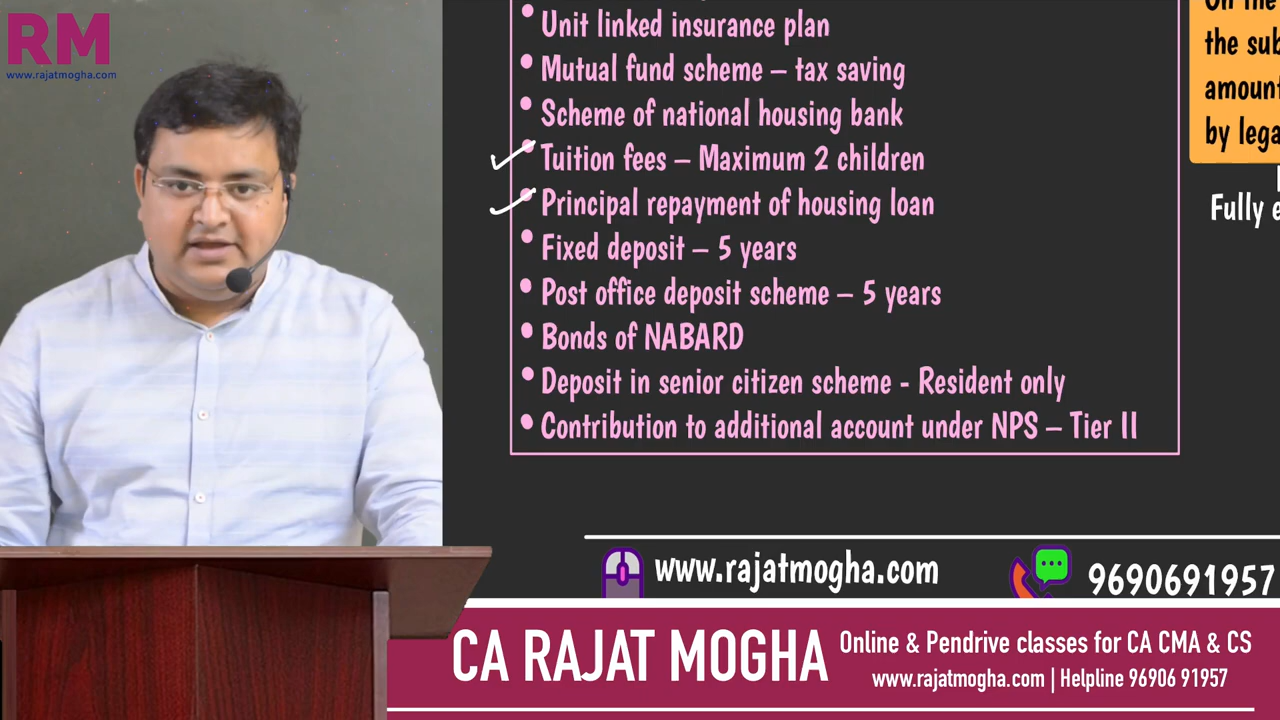 RM
www.rajatmogha.com
Unit linked insurance plan
Mutual fund scheme – tax saving
Scheme of national housing bank
Tuition fees – Maximum 2 children
Principal repayment of housing loan
Fixed deposit – 5 years
Post office deposit scheme – 5 years
Bonds of NABARD
Deposit in senior citizen scheme - Resident only
Contribution to additional account under NPS – Tier II
On the
the sub
amount
by lega
Fully e
www.rajatmogha.com
9690691957
CA RAJAT MOGHA
Online & Pendrive classes for CA CMA & CS
www.rajatmogha.com | Helpline 96906 91957